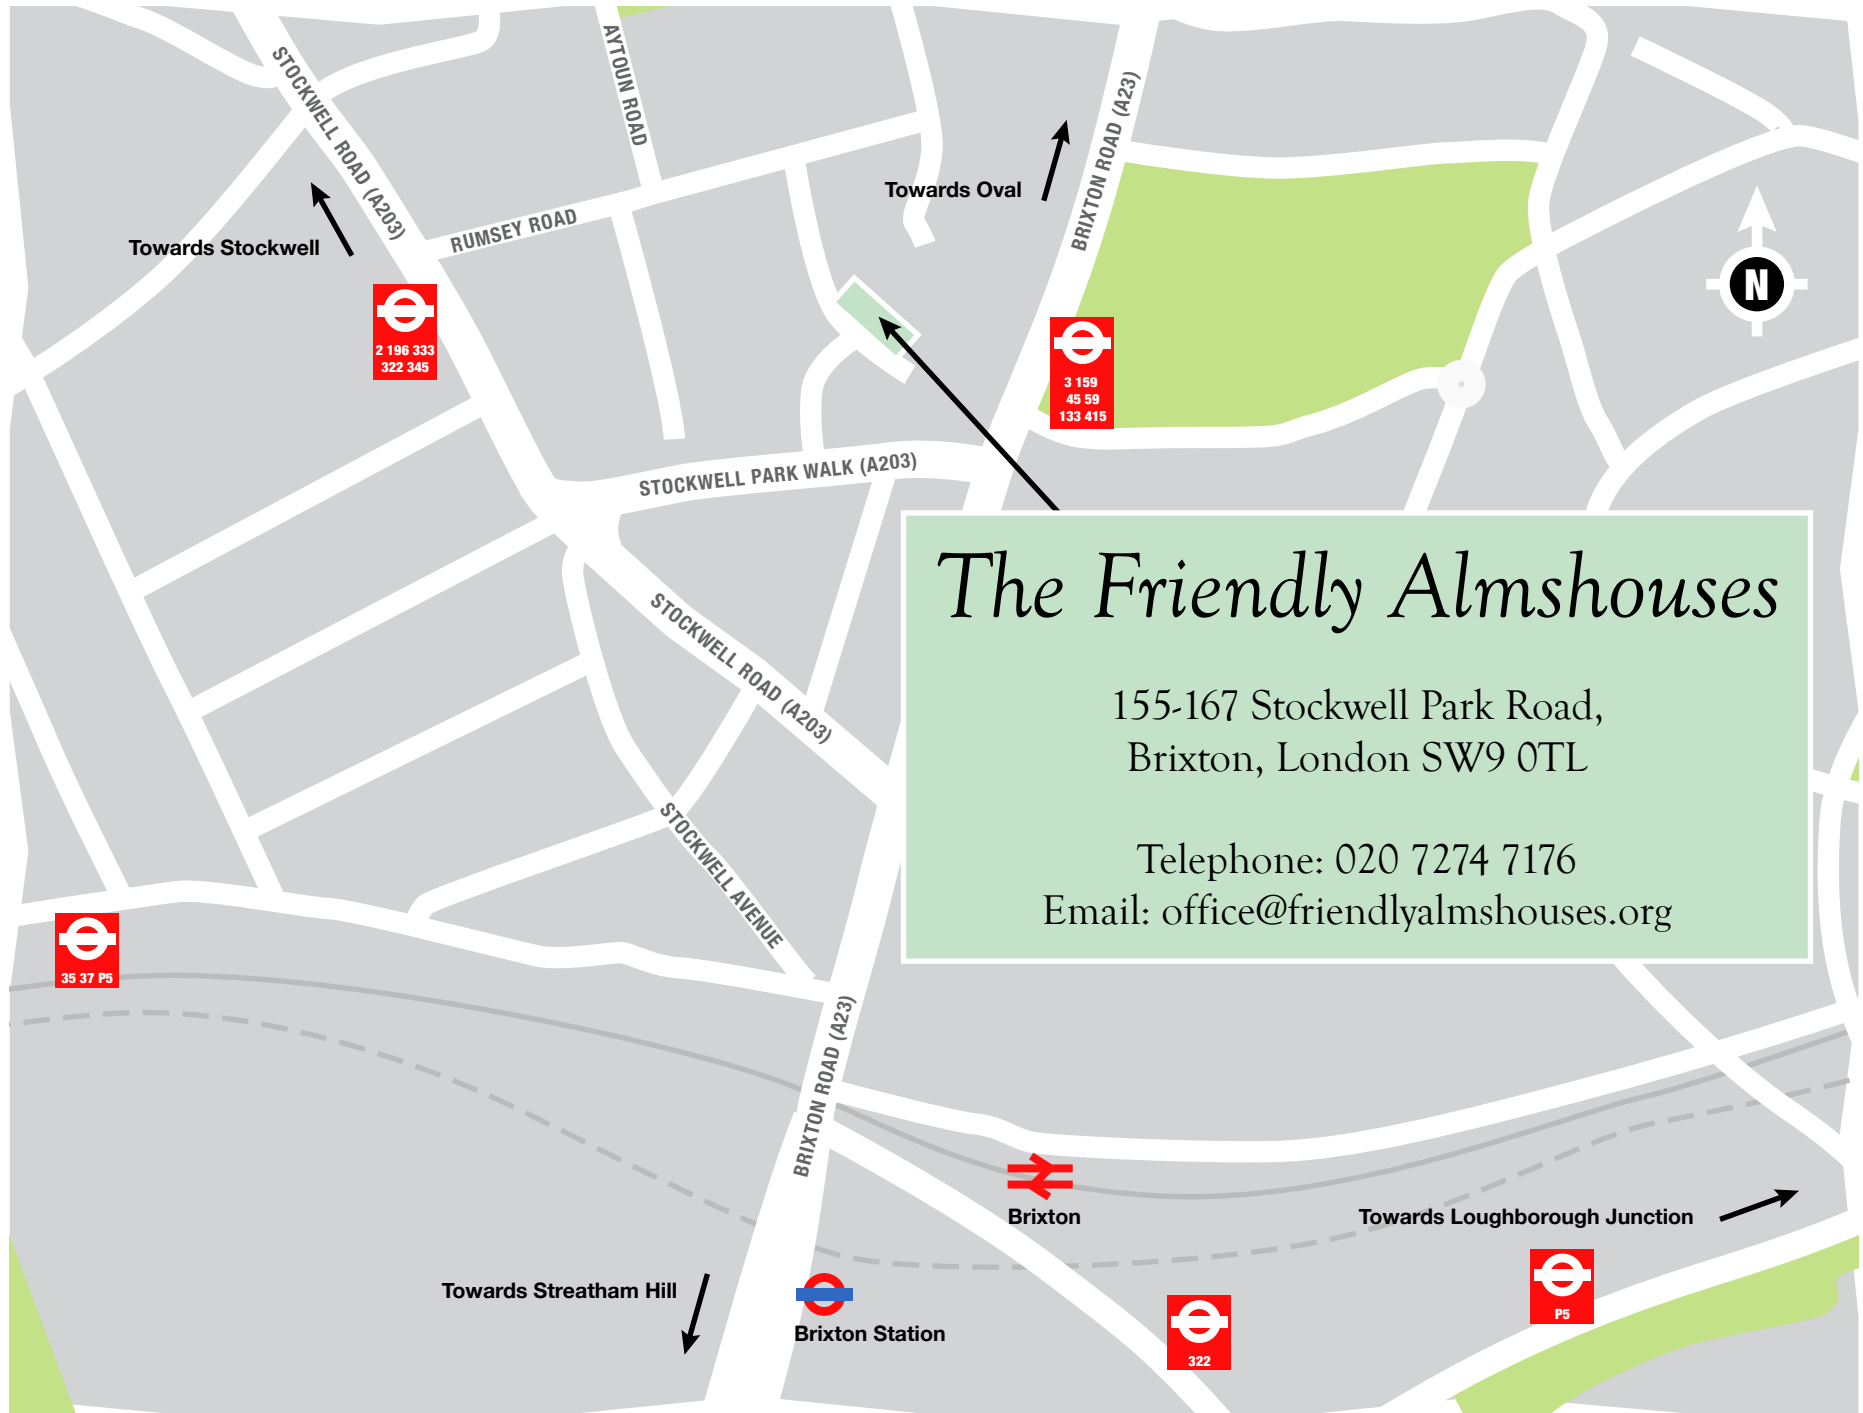 STOCKWELL ROAD (A203)
AYTOUN ROAD
BRIXTON ROAD (A23)
Towards Oval
RUMSEY ROAD
Towards Stockwell
N
2 196 333
322 345
3 159
45 59
133 415
STOCKWELL PARK WALK (A203)
The Friendly Almshouses
155-167 Stockwell Park Road,
Brixton, London SW9 0TL
Telephone: 020 7274 7176
Email: office@friendlyalmshouses.org
STOCKWELL ROAD (A203)
STOCKWELL AVENUE
35 37 P5
BRIXTON ROAD (A23)
Brixton
Towards Loughborough Junction
Towards Streatham Hill
Brixton Station
P5
322